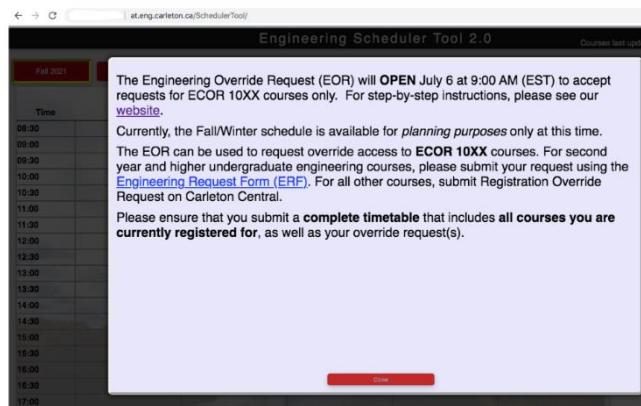 at.eng.carleton.ca/SchedulerTool/
Engineering Scheduler Tool 2.0
Courses last upd
Fall 2021
The Engineering Override Request (EOR) will OPEN July 6 at 9:00 AM (EST) to accept
requests for ECOR 10XX courses only. For step-by-step instructions, please see our
website.
Currently, the Fall/Winter schedule is available for planning purposes only at this time.
The EOR can be used to request override access to ECOR 10XX courses. For second
year and higher undergraduate engineering courses, please submit your request using the
Engineering Request Form (ERF). For all other courses, submit Registration Override
Request on Carleton Central.
Please ensure that you submit a complete timetable that includes all courses you are
currently registered for, as well as your override request(s).
Time
08:30
09:00
09:30
10:00
10:30
11:00
11:30
12:00
12:30
13:00
13:30
14:00
14:30
15:00
15:30
16:00
16:30
17:00
Close